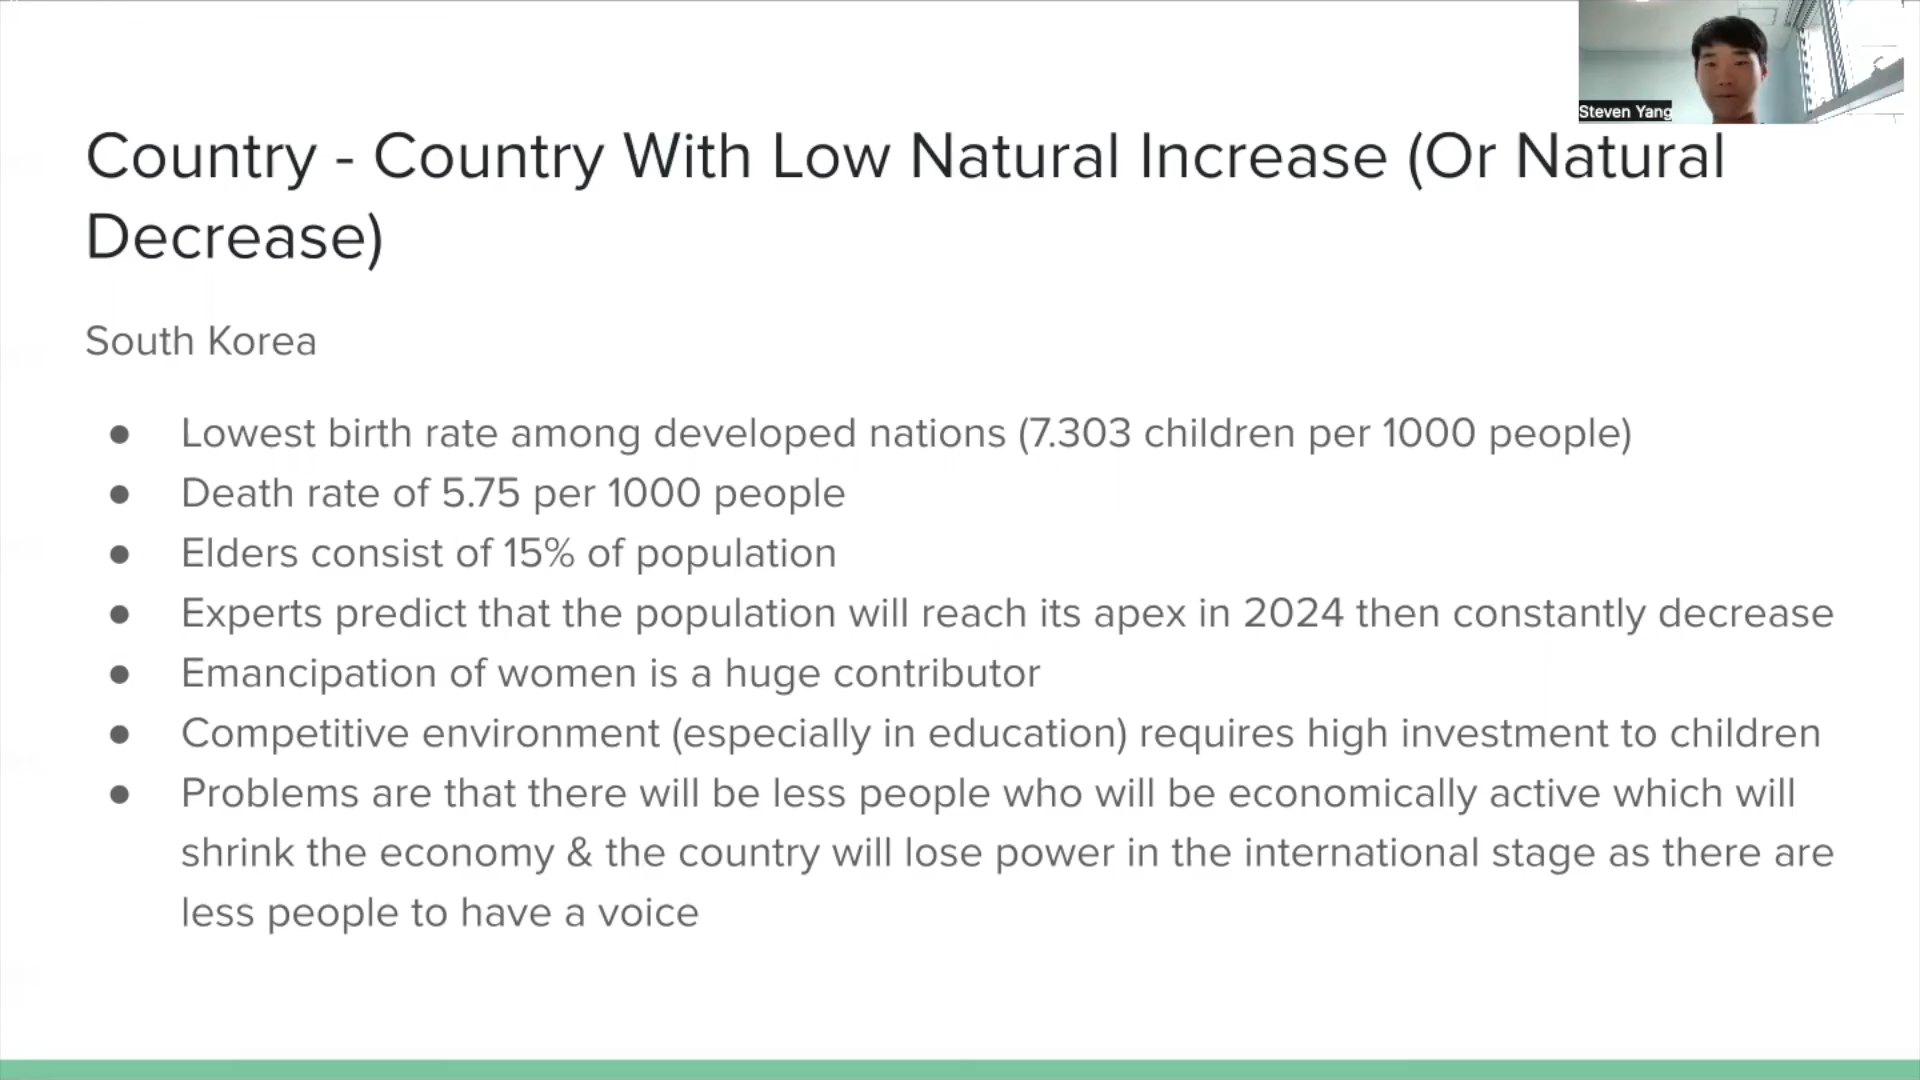 Steven Yang
Country - Country With Low Natural Increase (Or Natural
Decrease)
South Korea
● Lowest birth rate among developed nations (7.303 children per 1000 people)
● Death rate of 5.75 per 1000 people
● Elders consist of 15% of population
● Experts predict that the population will reach its apex in 2024 then constantly decrease
● Emancipation of women is a huge contributor
● Competitive environment (especially in education) requires high investment to children
● Problems are that there will be less people who will be economically active which will
shrink the economy & the country will lose power in the international stage as there are
less people to have a voice